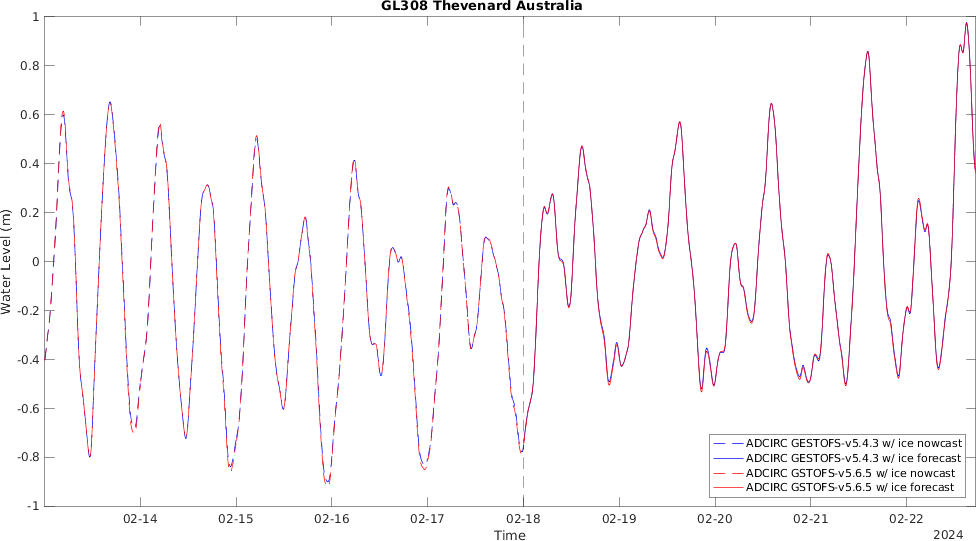 GL308 Thevenard Australia
1
0.8
0.6
0.4
0.2
0
-0.2
-0.4
-0.6
-0.8
-1
Water Level (m)
02-14 02-15 02-16 02-17 02-18 02-19 02-20 02-21 02-22
Time
2024
ADCIRC GESTOFS-v5.4.3 w/ ice nowcast
ADCIRC GESTOFS-v5.4.3 w/ ice forecast
ADCIRC GSTOFS-v5.6.5 w/ ice nowcast
ADCIRC GSTOFS-v5.6.5 w/ ice forecast